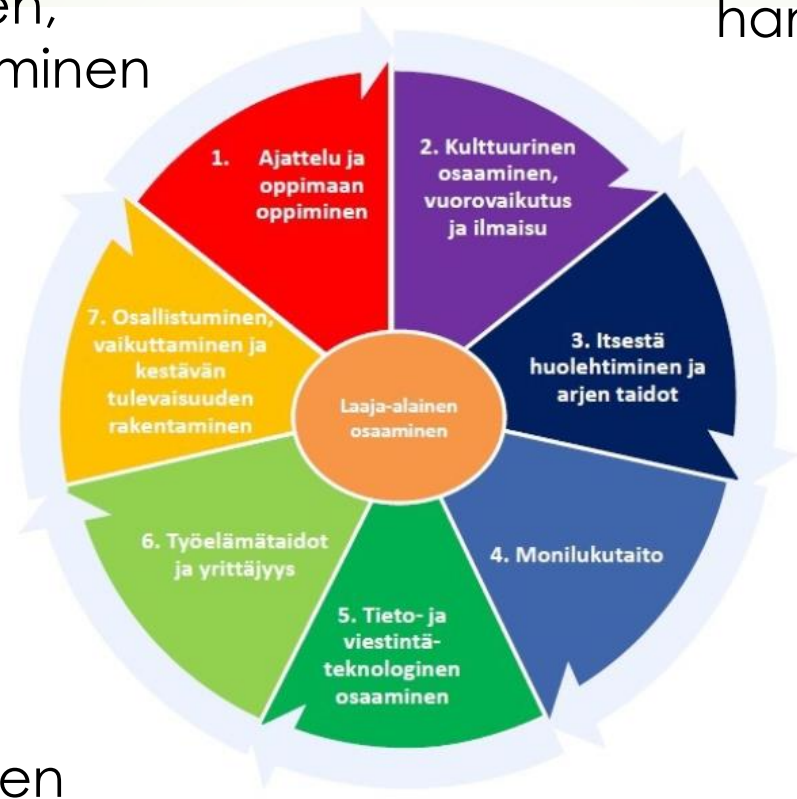 en,
minen
har
1. Ajattelu ja
oppimaan
oppiminen
2. Kulttuurinen
osaaminen,
vuorovaikutus
ja ilmaisu
3. Itsestä
huolehtiminen ja
arjen taidot
4. Monilukutaito
5. Tieto- ja
viestintä-
teknologinen
osaaminen
6. Työelämätaidot
ja yrittäjyys
7. Osallistuminen,
vaikuttaminen ja
kestävän
tulevaisuuden
rakentaminen
Laaja-alainen
osaaminen
en